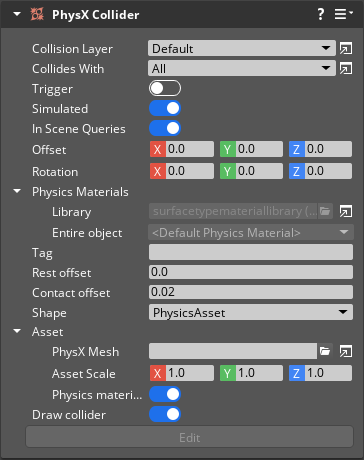 PhysX Collider ?
Collision Layer Default
Collides With All
Trigger
Simulated
In Scene Queries
Offset X 0.0 Y 0.0 Z 0.0
Rotation X 0.0 Y 0.0 Z 0.0
Physics Materials
Library surfacetypemateriallibrary (...
Entire object <Default Physics Material>
Tag
Rest offset 0.0
Contact offset 0.02
Shape PhysicsAsset
Asset
PhysX Mesh
Asset Scale X 1.0 Y 1.0 Z 1.0
Physics materi...
Draw collider
Edit